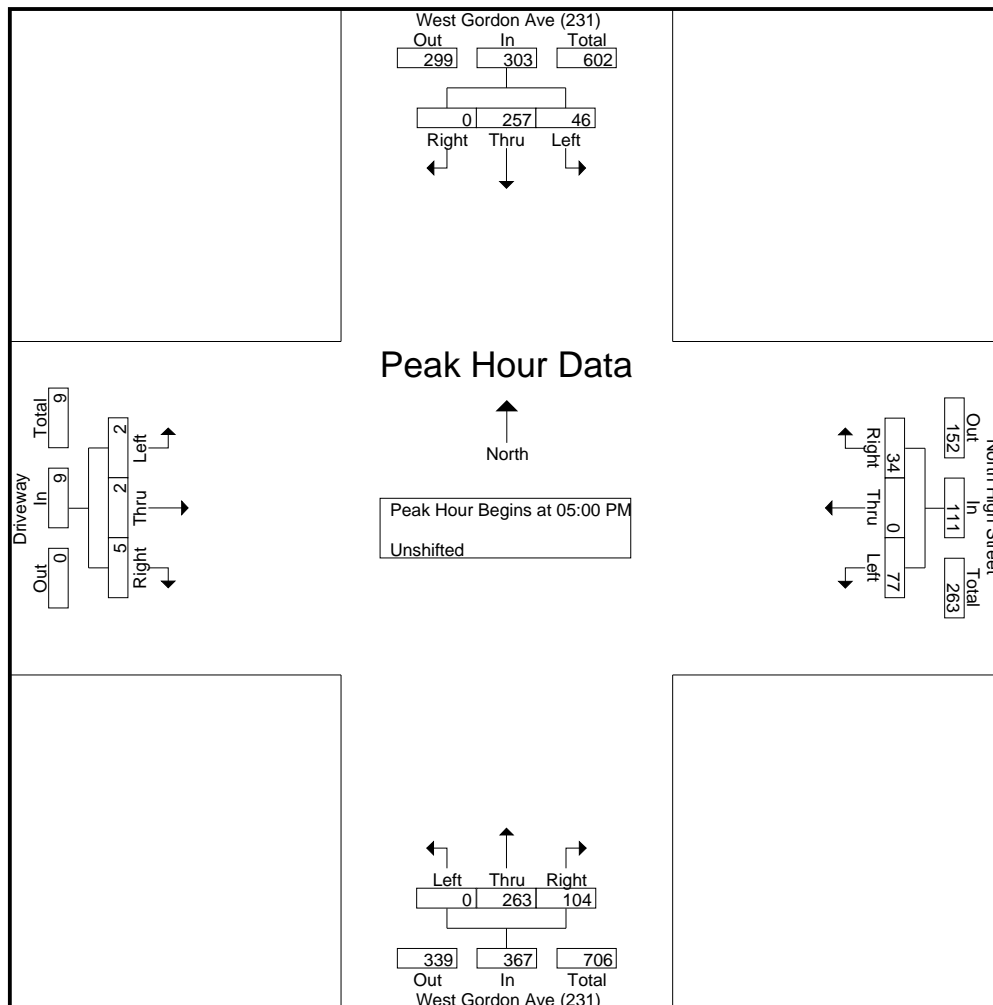 West Gordon Ave (231)
Out In Total
299 303 602
0 257 46
Right Thru Left
Peak Hour Data
North
Peak Hour Begins at 05:00 PM
Unshifted
Driveway
Out In Total
0 9 9
5 2 2
Right Thru Left
North High Street
Out In Total
152 111 263
34 0 77
Right Thru Left
Left Thru Right
0 263 104
339 367 706
Out In Total
West Gordon Ave (231)